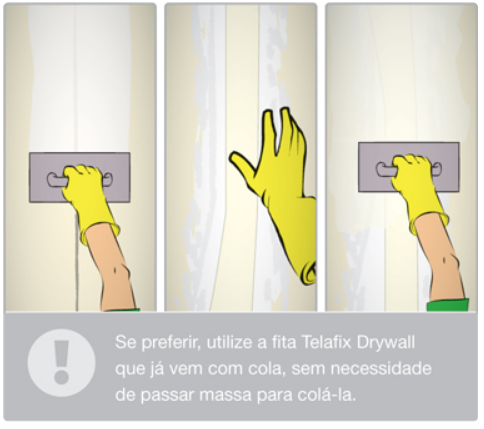 Se preferir, utilize a fita Telafix Drywall
que já vem com cola, sem necessidade
de passar massa para colá-la.